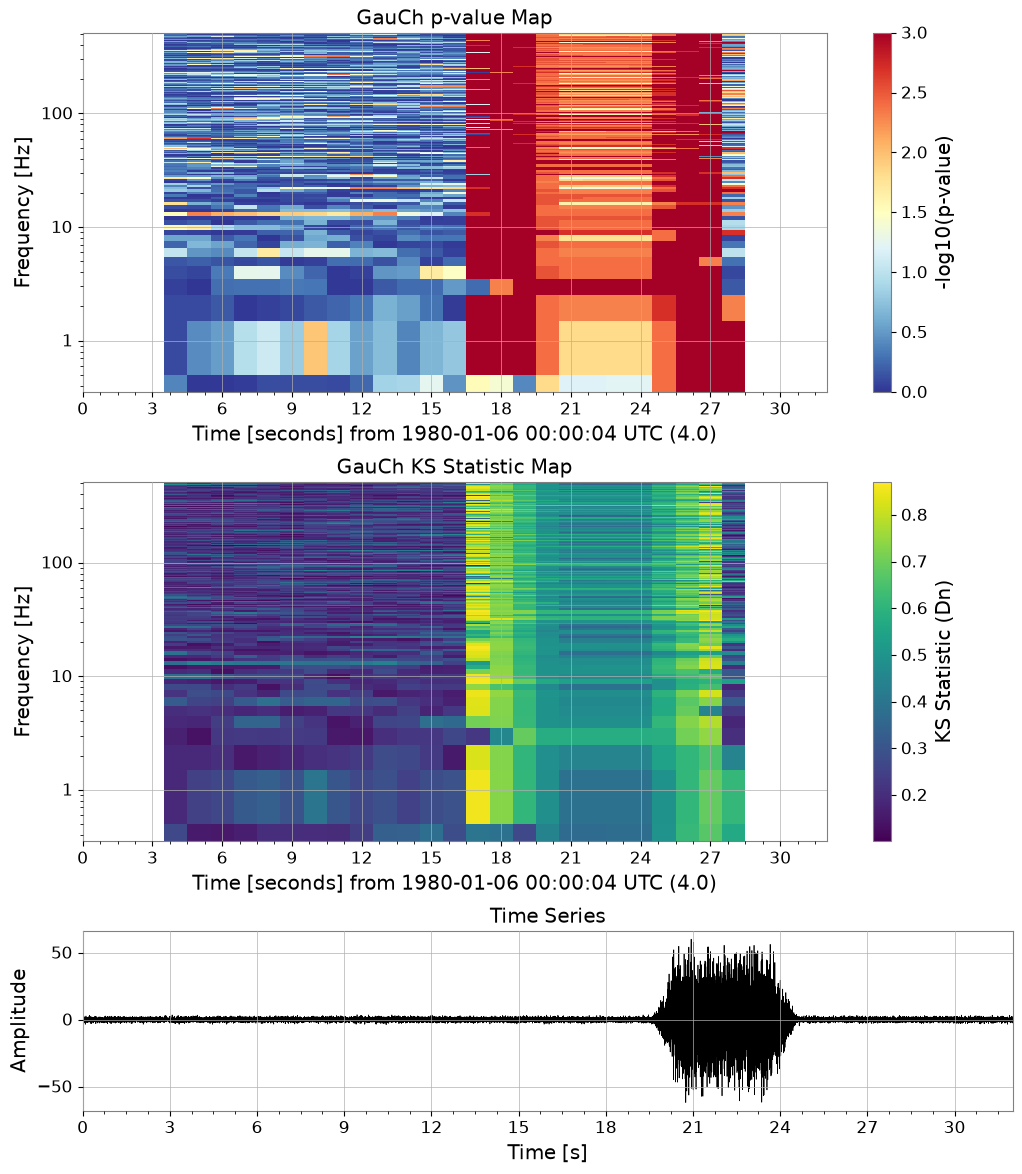 GauCh p-value Map
Frequency [Hz]
100
10
1
0 3 6 9 12 15 18 21 24 27 30
Time [seconds] from 1980-01-06 00:00:04 UTC (4.0)
3.0
2.5
2.0
1.5
1.0
0.5
0.0
-log10(p-value)
GauCh KS Statistic Map
Frequency [Hz]
100
10
1
0 3 6 9 12 15 18 21 24 27 30
Time [seconds] from 1980-01-06 00:00:04 UTC (4.0)
0.8
0.7
0.6
0.5
0.4
0.3
0.2
KS Statistic (Dn)
Time Series
Amplitude
50
0
−50
0 3 6 9 12 15 18 21 24 27 30
Time [s]